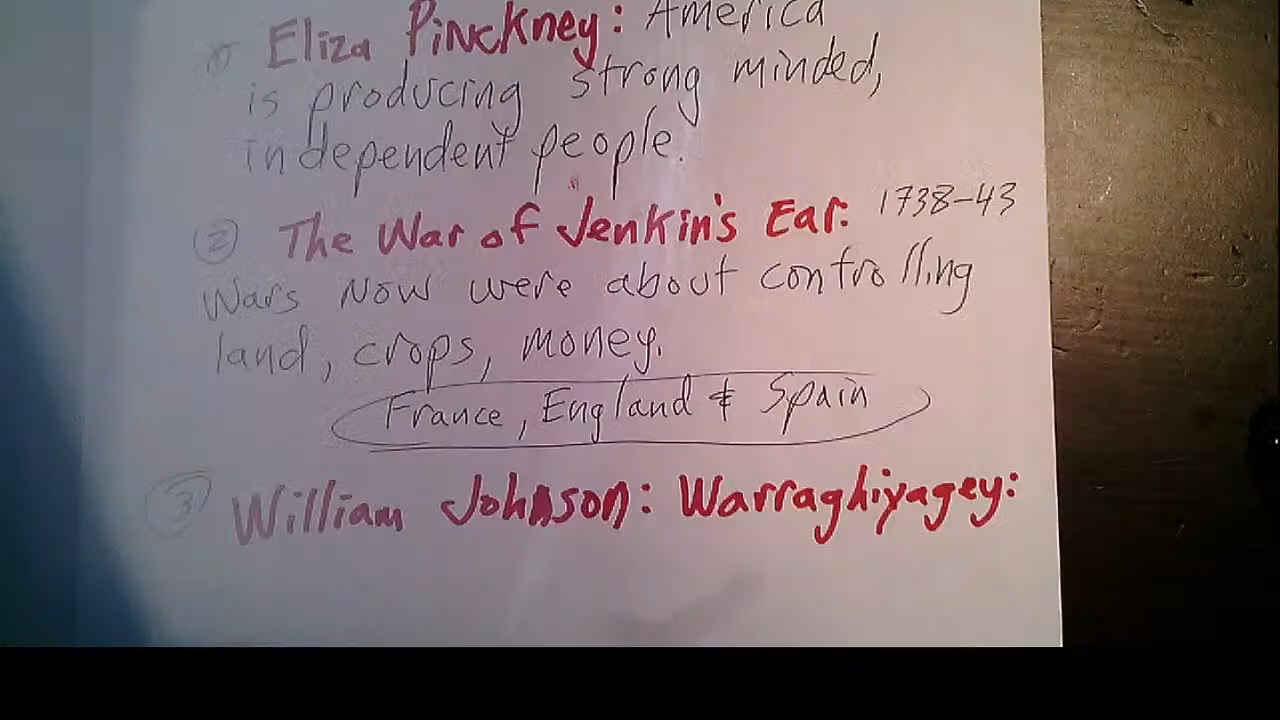 ① Eliza Pinckney: America
is producing strong minded,
independent people.
② The War of Jenkin's Ear: 1738-43
Wars now were about controlling
land, crops, money.
France, England & Spain
③ William Johnson: Warraghiyagey: